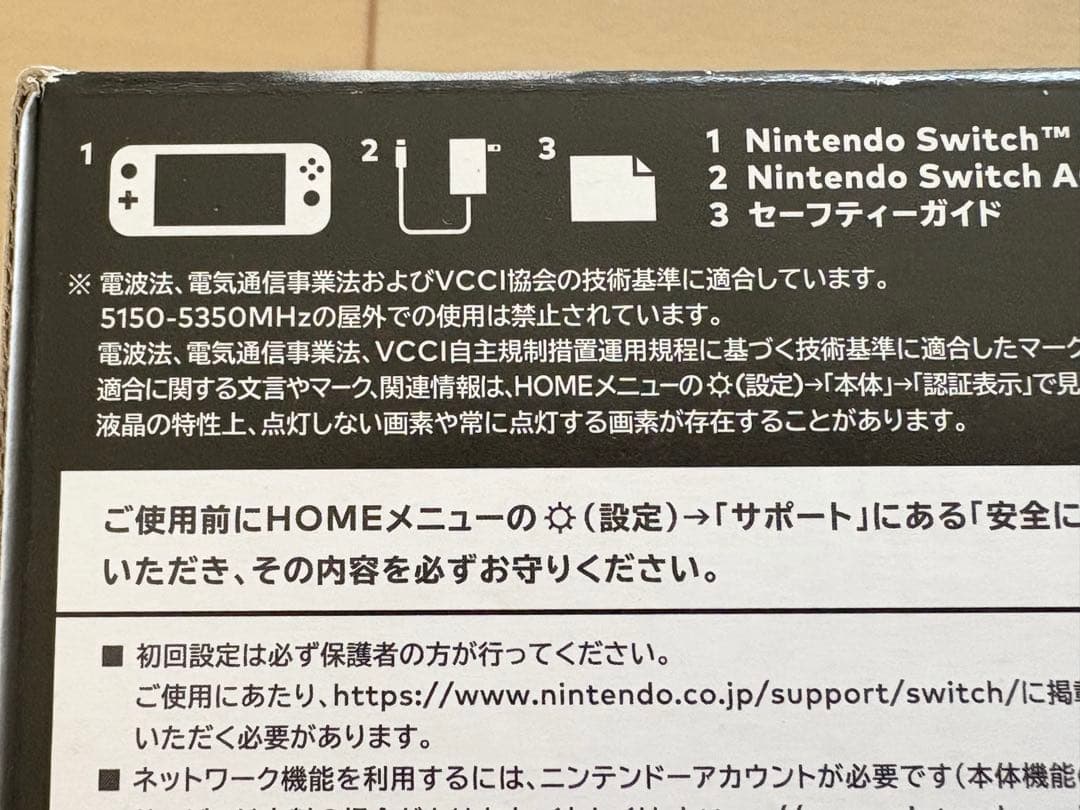 1
2
3
1 Nintendo Switch™
2 Nintendo Switch A
3 セーフティーガイド
※ 電波法、電気通信事業法およびVCCI協会の技術基準に適合しています。
5150-5350MHzの屋外での使用は禁止されています。
電波法、電気通信事業法、VCCI自主規制措置運用規程に基づく技術基準に適合したマーク
適合に関する文言やマーク、関連情報は、HOMEメニューの(設定)→「本体」→「認証表示」で見
液晶の特性上、点灯しない画素や常に点灯する画素が存在することがあります。
ご使用前にHOMEメニューの(設定)→「サポート」にある「安全に
いただき、その内容を必ずお守りください。
■ 初回設定は必ず保護者の方が行ってください。
ご使用にあたり、https://www.nintendo.co.jp/support/switch/に掲
いただく必要があります。
■ ネットワーク機能を利用するには、ニンテンドーアカウントが必要です(本体機能